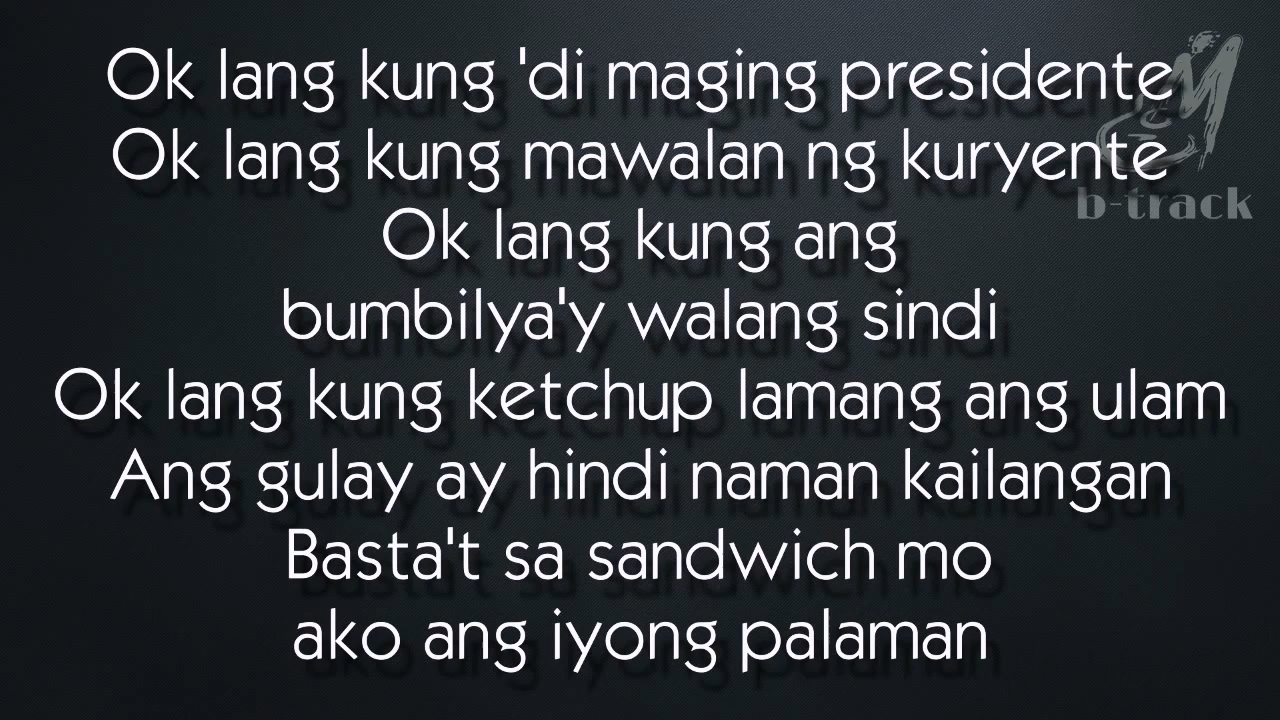 Ok lang kung 'di maging presidente
Ok lang kung mawalan ng kuryente
Ok lang kung ang
bumbilya'y walang sindi
Ok lang kung ketchup lamang ang ulam
Ang gulay ay hindi naman kailangan
Basta't sa sandwich mo
ako ang iyong palaman
b-track